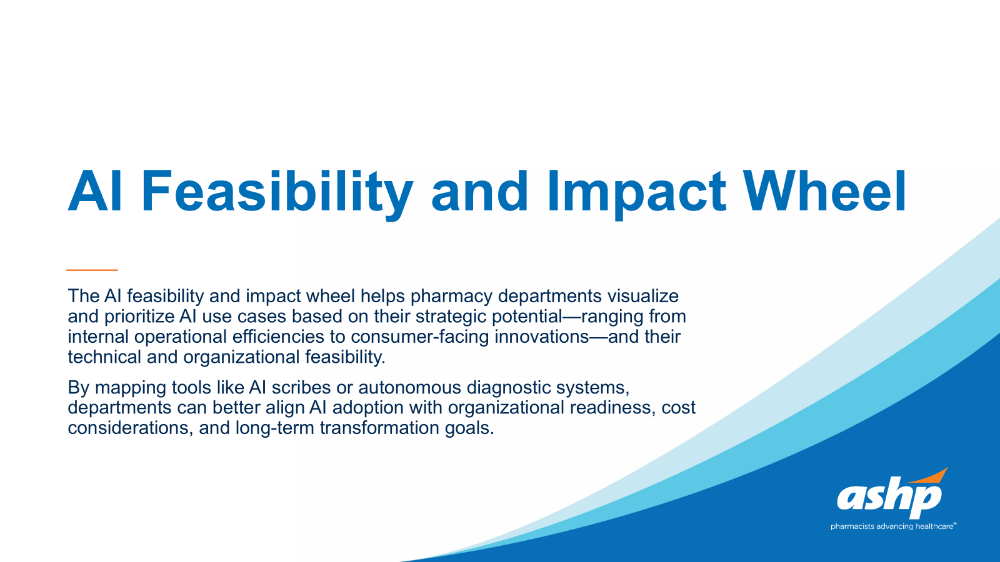 AI Feasibility and Impact Wheel
The AI feasibility and impact wheel helps pharmacy departments visualize
and prioritize AI use cases based on their strategic potential—ranging from
internal operational efficiencies to consumer-facing innovations—and their
technical and organizational feasibility.
By mapping tools like AI scribes or autonomous diagnostic systems,
departments can better align AI adoption with organizational readiness, cost
considerations, and long-term transformation goals.
ashp
pharmacists advancing healthcare®